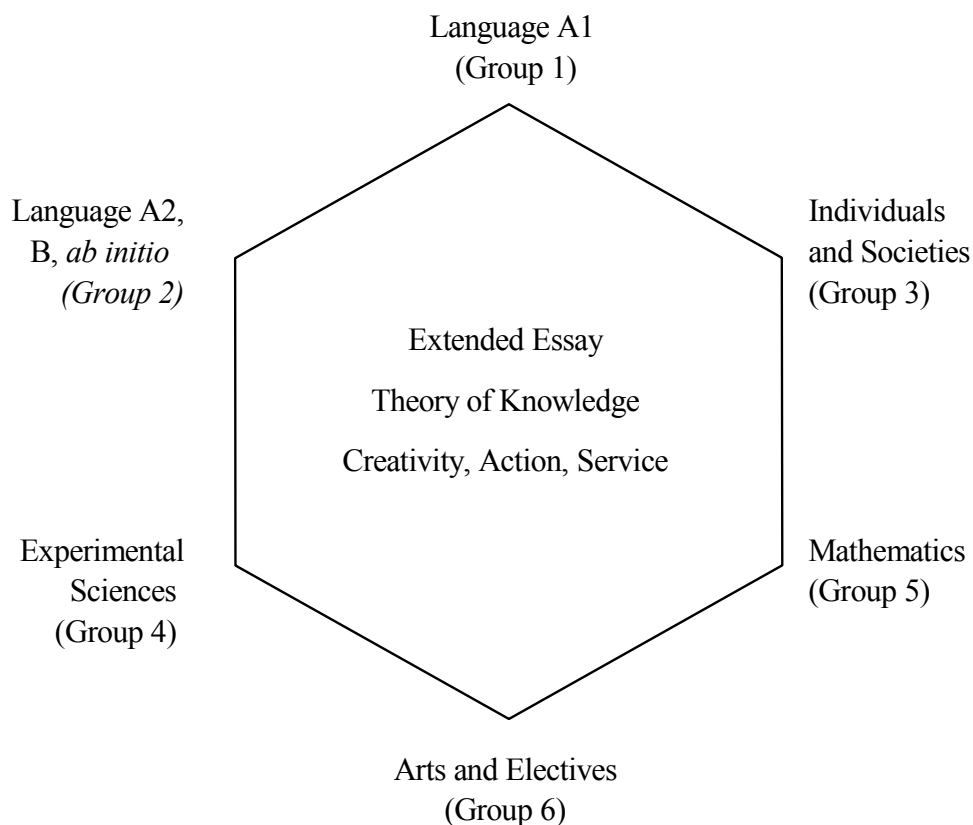 Language A1
(Group 1)
Language A2,
B, ab initio
(Group 2)
Individuals
and Societies
(Group 3)
Extended Essay
Theory of Knowledge
Creativity, Action, Service
Experimental
Sciences
(Group 4)
Mathematics
(Group 5)
Arts and Electives
(Group 6)